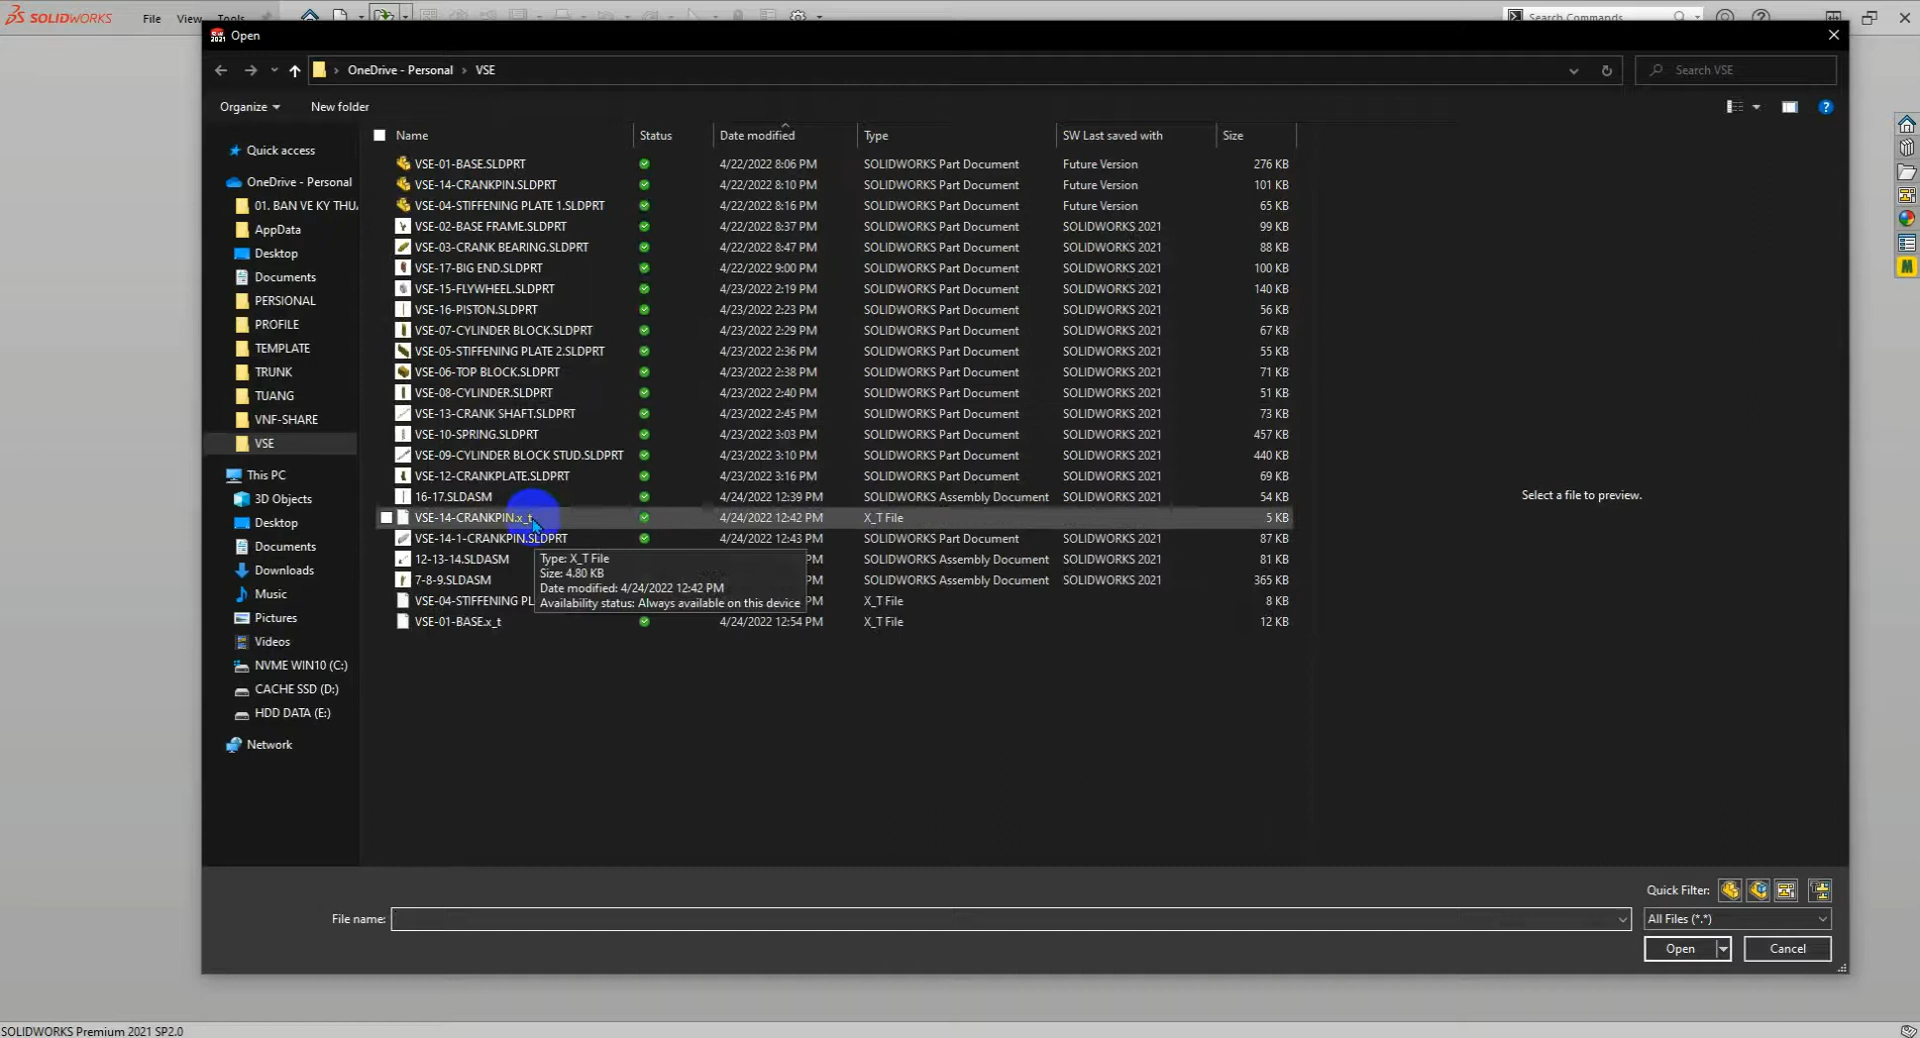 SOLIDWORKS File View Tools Search Commands
Open
OneDrive - Personal VSE Search VSE
Organize New folder
Name Status Date modified Type SW Last saved with Size
Quick access
OneDrive - Personal
01. BAN VE KY THU
AppData
Desktop
Documents
PERSIONAL
PROFILE
TEMPLATE
TRUNK
TUANG
VNF-SHARE
VSE
This PC
3D Objects
Desktop
Documents
Downloads
Music
Pictures
Videos
NVME WIN10 (C:)
CACHE SSD (D:)
HDD DATA (E:)
Network
VSE-01-BASE.SLDPRT 4/22/2022 8:06 PM SOLIDWORKS Part Document Future Version 276 KB
VSE-14-CRANKPIN.SLDPRT 4/22/2022 8:10 PM SOLIDWORKS Part Document Future Version 101 KB
VSE-04-STIFFENING PLATE 1.SLDPRT 4/22/2022 8:16 PM SOLIDWORKS Part Document Future Version 65 KB
VSE-02-BASE FRAME.SLDPRT 4/22/2022 8:37 PM SOLIDWORKS Part Document SOLIDWORKS 2021 99 KB
VSE-03-CRANK BEARING.SLDPRT 4/22/2022 8:47 PM SOLIDWORKS Part Document SOLIDWORKS 2021 88 KB
VSE-17-BIG END.SLDPRT 4/22/2022 9:00 PM SOLIDWORKS Part Document SOLIDWORKS 2021 100 KB
VSE-15-FLYWHEEL.SLDPRT 4/23/2022 2:19 PM SOLIDWORKS Part Document SOLIDWORKS 2021 140 KB
VSE-16-PISTON.SLDPRT 4/23/2022 2:23 PM SOLIDWORKS Part Document SOLIDWORKS 2021 56 KB
VSE-07-CYLINDER BLOCK.SLDPRT 4/23/2022 2:29 PM SOLIDWORKS Part Document SOLIDWORKS 2021 67 KB
VSE-05-STIFFENING PLATE 2.SLDPRT 4/23/2022 2:36 PM SOLIDWORKS Part Document SOLIDWORKS 2021 55 KB
VSE-06-TOP BLOCK.SLDPRT 4/23/2022 2:38 PM SOLIDWORKS Part Document SOLIDWORKS 2021 71 KB
VSE-08-CYLINDER.SLDPRT 4/23/2022 2:40 PM SOLIDWORKS Part Document SOLIDWORKS 2021 51 KB
VSE-13-CRANK SHAFT.SLDPRT 4/23/2022 2:45 PM SOLIDWORKS Part Document SOLIDWORKS 2021 73 KB
VSE-10-SPRING.SLDPRT 4/23/2022 3:03 PM SOLIDWORKS Part Document SOLIDWORKS 2021 457 KB
VSE-09-CYLINDER BLOCK STUD.SLDPRT 4/23/2022 3:10 PM SOLIDWORKS Part Document SOLIDWORKS 2021 440 KB
VSE-12-CRANKPLATE.SLDPRT 4/23/2022 3:16 PM SOLIDWORKS Part Document SOLIDWORKS 2021 69 KB
16-17.SLDASM 4/24/2022 12:39 PM SOLIDWORKS Assembly Document SOLIDWORKS 2021 54 KB
VSE-14-CRANKPIN.x_t 4/24/2022 12:42 PM X_T File 5 KB
VSE-14-1-CRANKPIN.SLDPRT 4/24/2022 12:43 PM SOLIDWORKS Part Document SOLIDWORKS 2021 87 KB
12-13-14.SLDASM PM SOLIDWORKS Assembly Document SOLIDWORKS 2021 81 KB
7-8-9.SLDASM PM SOLIDWORKS Assembly Document SOLIDWORKS 2021 365 KB
VSE-04-STIFFENING PL PM X_T File 8 KB
VSE-01-BASE.x_t 4/24/2022 12:54 PM X_T File 12 KB
Type: X_T File
Size: 4.80 KB
Date modified: 4/24/2022 12:42 PM
Availability status: Always available on this device
Select a file to preview.
Quick Filter:
File name: All Files (*.*)
Open Cancel
SOLIDWORKS Premium 2021 SP2.0